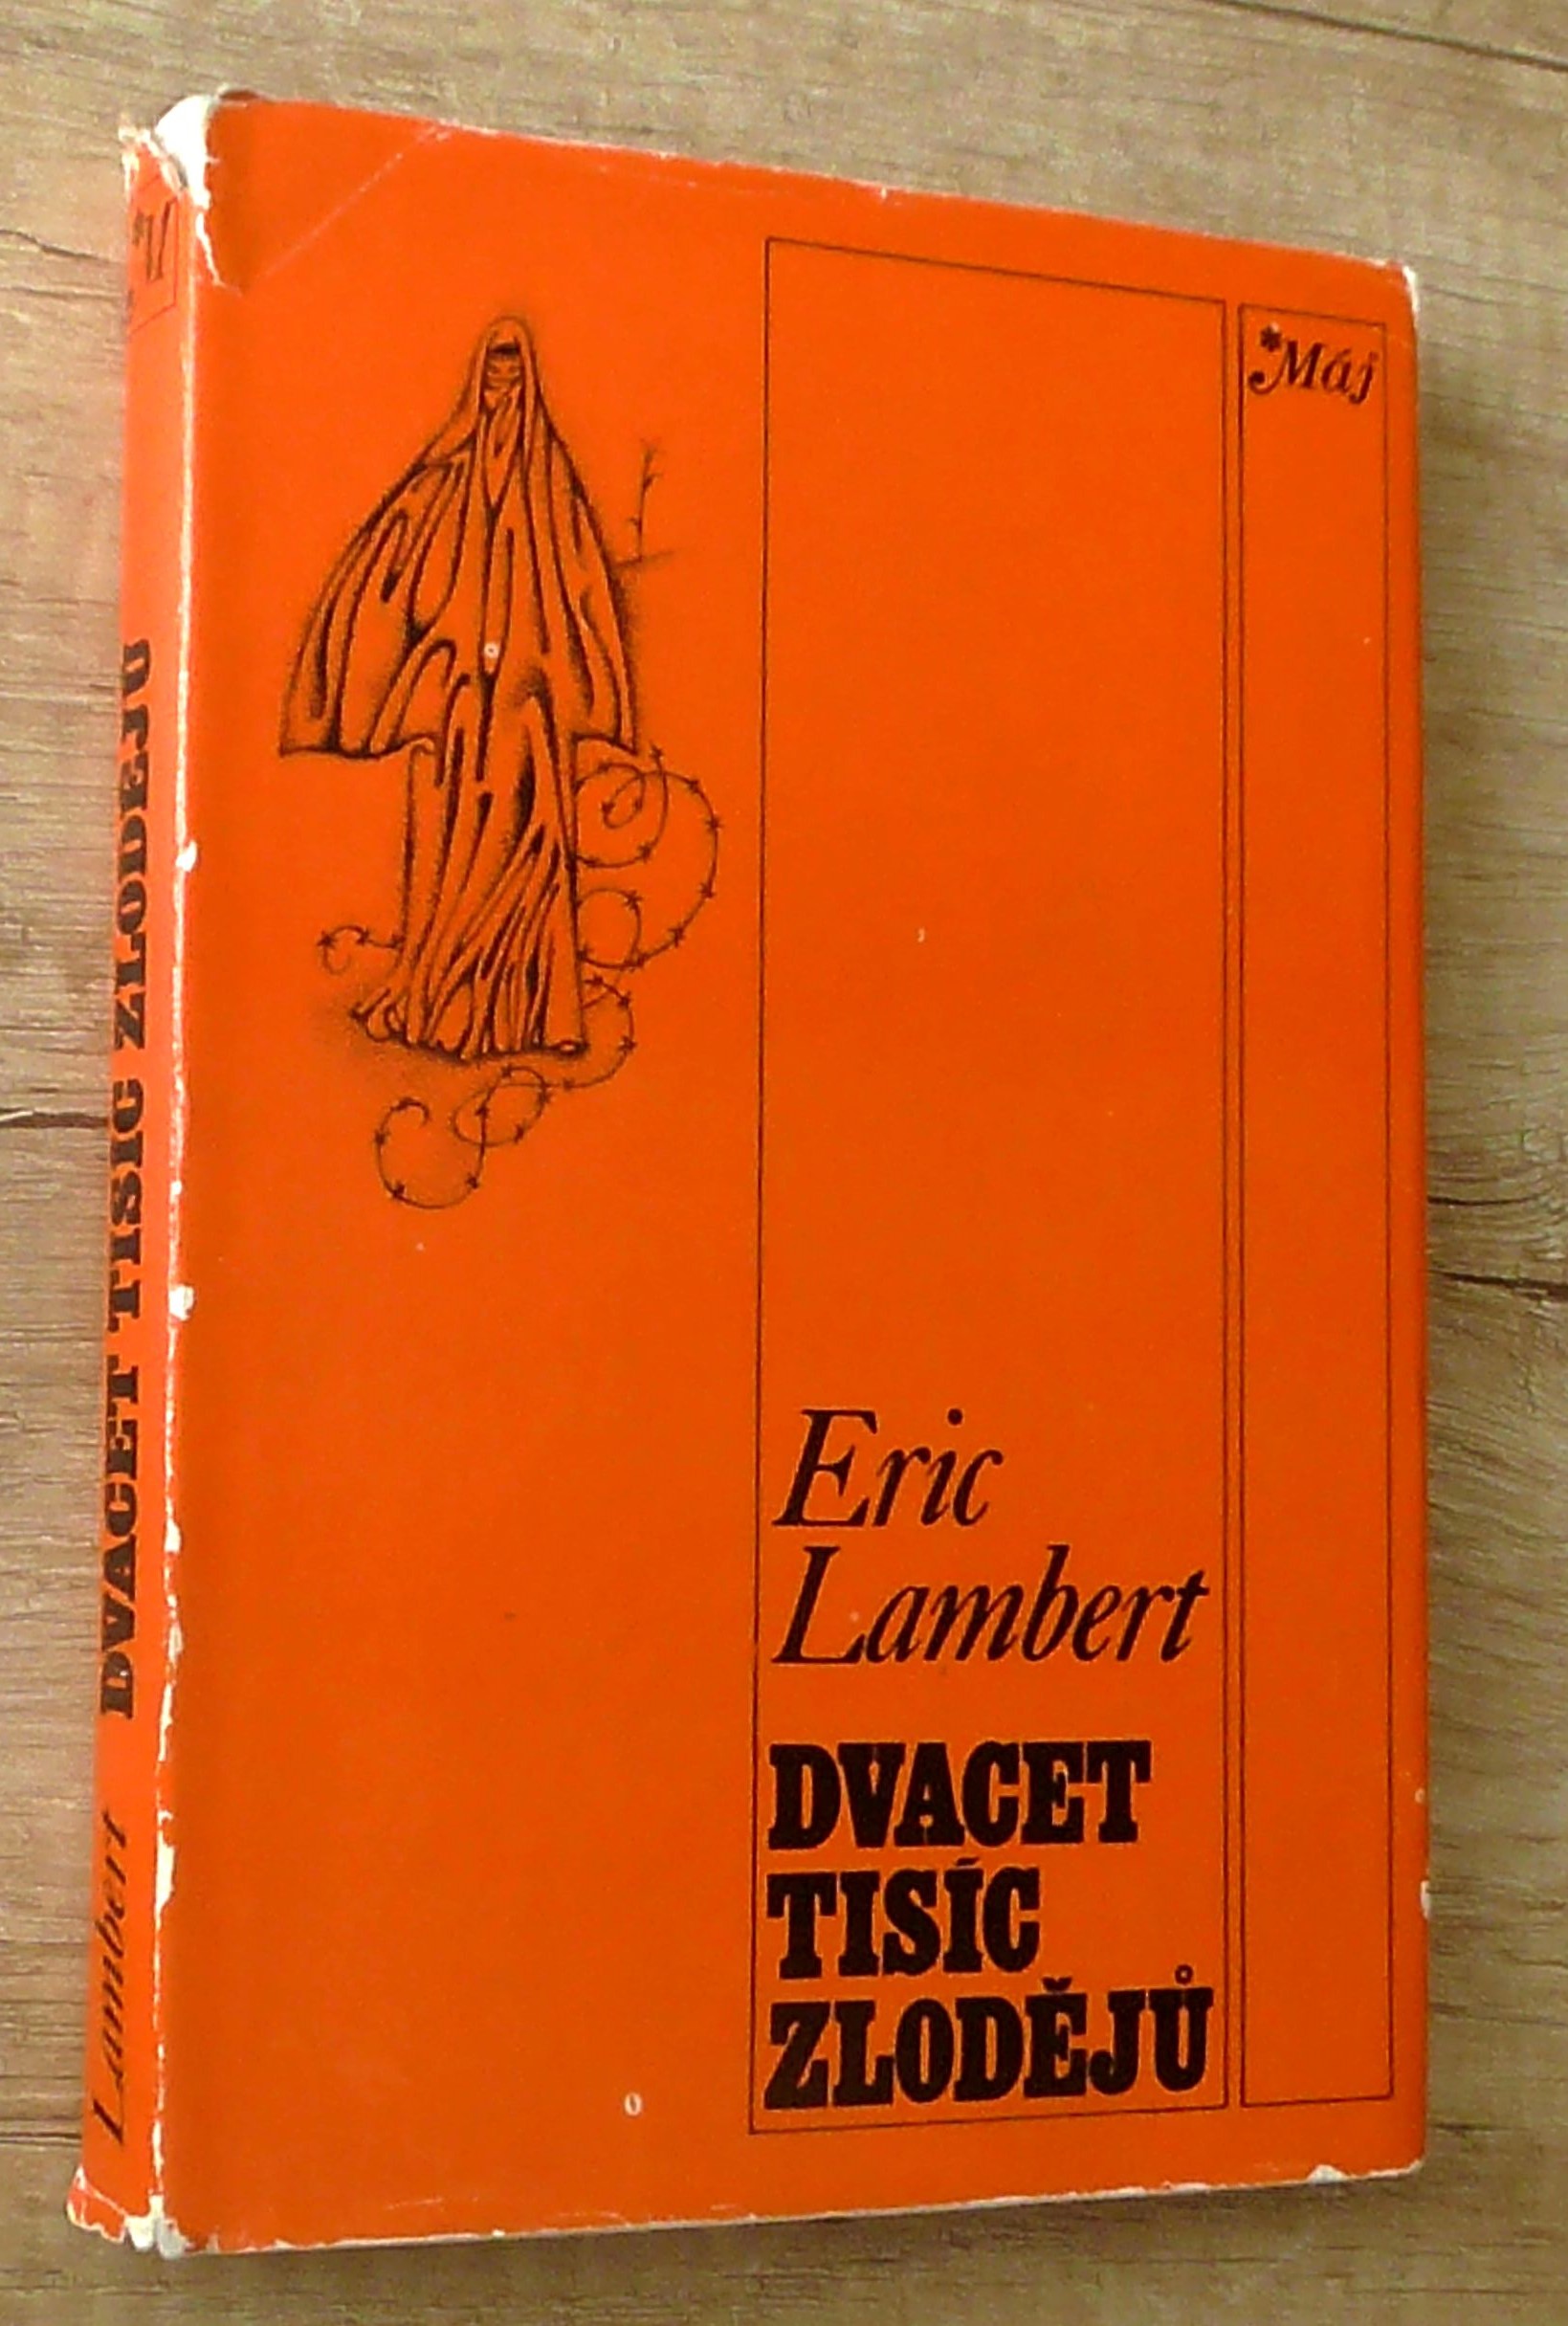 *Máj
Eric
Lambert
DVACET
TISÍC
ZLODĚJŮ
Lambert DVACET TISÍC ZLODĚJŮ